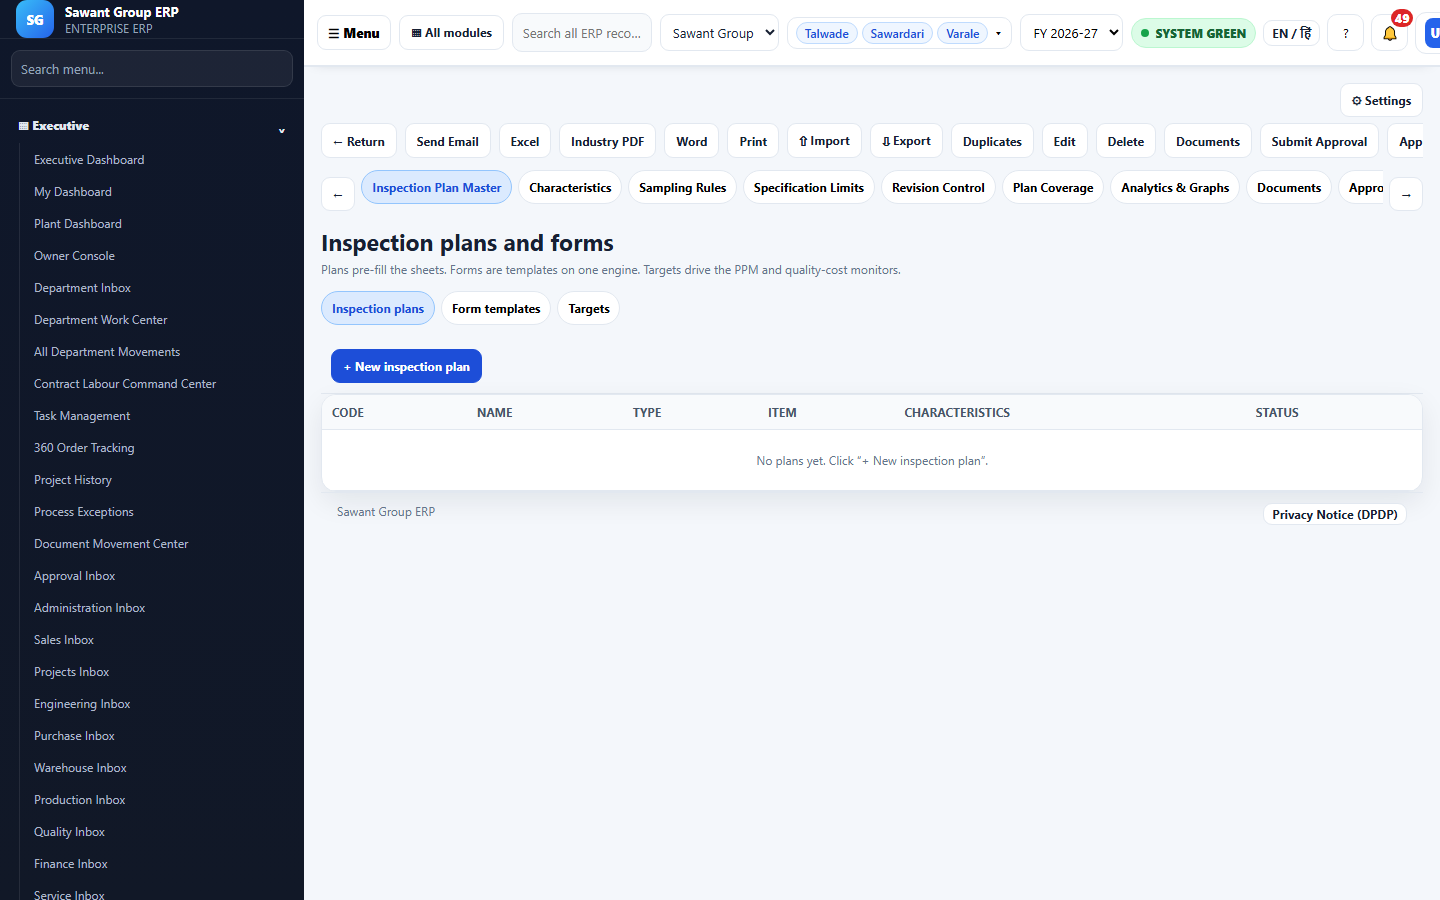 SG
Sawant Group ERP
ENTERPRISE ERP
☰ Menu
▦ All modules
Search all ERP reco...
Sawant Group
Talwade
Sawardari
Varale
FY 2026-27
SYSTEM GREEN
EN / हिं
?
49
U
Search menu...
▦ Executive
Executive Dashboard
My Dashboard
Plant Dashboard
Owner Console
Department Inbox
Department Work Center
All Department Movements
Contract Labour Command Center
Task Management
360 Order Tracking
Project History
Process Exceptions
Document Movement Center
Approval Inbox
Administration Inbox
Sales Inbox
Projects Inbox
Engineering Inbox
Purchase Inbox
Warehouse Inbox
Production Inbox
Quality Inbox
Finance Inbox
Service Inbox
⚙ Settings
← Return
Send Email
Excel
Industry PDF
Word
Print
⇧ Import
⇩ Export
Duplicates
Edit
Delete
Documents
Submit Approval
App
←
Inspection Plan Master
Characteristics
Sampling Rules
Specification Limits
Revision Control
Plan Coverage
Analytics & Graphs
Documents
Appro
→
Inspection plans and forms
Plans pre-fill the sheets. Forms are templates on one engine. Targets drive the PPM and quality-cost monitors.
Inspection plans
Form templates
Targets
+ New inspection plan
CODE NAME TYPE ITEM CHARACTERISTICS STATUS
No plans yet. Click “+ New inspection plan”.
Sawant Group ERP
Privacy Notice (DPDP)